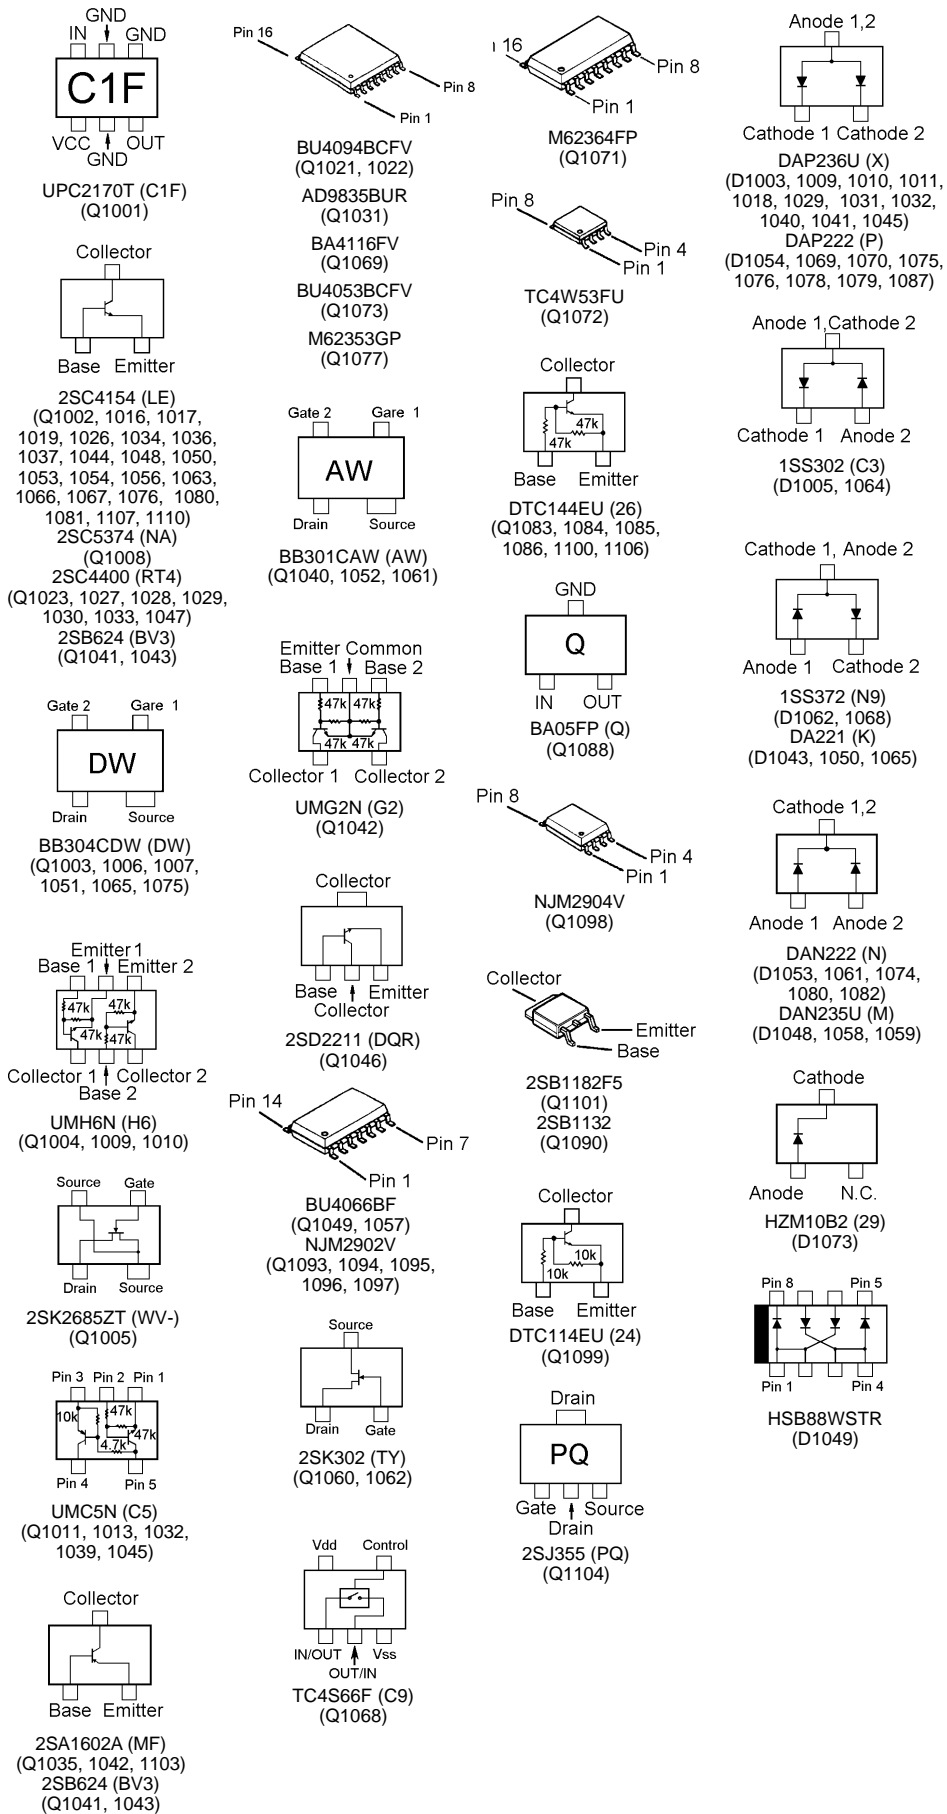 GND
IN
GND
C1F
VCC
OUT
GND
UPC2170T (C1F)
(Q1001)
Collector
Base
Emitter
2SC4154 (LE)
(Q1002, 1016, 1017,
1019, 1026, 1034, 1036,
1037, 1044, 1048, 1050,
1053, 1054, 1056, 1063,
1066, 1067, 1076, 1080,
1081, 1107, 1110)
2SC5374 (NA)
(Q1008)
2SC4400 (RT4)
(Q1023, 1027, 1028, 1029,
1030, 1033, 1047)
2SB624 (BV3)
(Q1041, 1043)
Gate 2
Gare 1
DW
Drain
Source
BB304CDW (DW)
(Q1003, 1006, 1007,
1051, 1065, 1075)
Emitter 1
Base 1
Emitter 2
47k
47k
47k
47k
Collector 1
Collector 2
Base 2
UMH6N (H6)
(Q1004, 1009, 1010)
Source
Gate
Drain
Source
2SK2685ZT (WV-)
(Q1005)
Pin 3
Pin 2
Pin 1
10k
47k
47k
4.7k
Pin 4
Pin 5
UMC5N (C5)
(Q1011, 1013, 1032,
1039, 1045)
Collector
Base
Emitter
2SA1602A (MF)
(Q1035, 1042, 1103)
2SB624 (BV3)
(Q1041, 1043)
Pin 16
Pin 8
Pin 1
BU4094BCFV
(Q1021, 1022)
AD9835BUR
(Q1031)
BA4116FV
(Q1069)
BU4053BCFV
(Q1073)
M62353GP
(Q1077)
Gate 2
Gare 1
AW
Drain
Source
BB301CAW (AW)
(Q1040, 1052, 1061)
Emitter Common
Base 1
Base 2
47k
47k
47k
47k
Collector 1
Collector 2
UMG2N (G2)
(Q1042)
Collector
Base
Emitter
Collector
2SD2211 (DQR)
(Q1046)
Pin 14
Pin 7
Pin 1
BU4066BF
(Q1049, 1057)
NJM2902V
(Q1093, 1094, 1095,
1096, 1097)
Source
Drain
Gate
2SK302 (TY)
(Q1060, 1062)
Vdd
Control
IN/OUT
Vss
OUT/IN
TC4S66F (C9)
(Q1068)
16
Pin 8
Pin 1
M62364FP
(Q1071)
Pin 8
Pin 4
Pin 1
TC4W53FU
(Q1072)
Collector
47k
47k
Base
Emitter
DTC144EU (26)
(Q1083, 1084, 1085,
1086, 1100, 1106)
GND
Q
IN
OUT
BA05FP (Q)
(Q1088)
Pin 8
Pin 4
Pin 1
NJM2904V
(Q1098)
Collector
Emitter
Base
2SB1182F5
(Q1101)
2SB1132
(Q1090)
Collector
10k
10k
Base
Emitter
DTC114EU (24)
(Q1099)
Drain
PQ
Gate
Source
Drain
2SJ355 (PQ)
(Q1104)
Anode 1,2
Cathode 1
Cathode 2
DAP236U (X)
(D1003, 1009, 1010, 1011,
1018, 1029, 1031, 1032,
1040, 1041, 1045)
DAP222 (P)
(D1054, 1069, 1070, 1075,
1076, 1078, 1079, 1087)
Anode 1,Cathode 2
Cathode 1
Anode 2
1SS302 (C3)
(D1005, 1064)
Cathode 1, Anode 2
Anode 1
Cathode 2
1SS372 (N9)
(D1062, 1068)
DA221 (K)
(D1043, 1050, 1065)
Cathode 1,2
Anode 1
Anode 2
DAN222 (N)
(D1053, 1061, 1074,
1080, 1082)
DAN235U (M)
(D1048, 1058, 1059)
Cathode
Anode
N.C.
HZM10B2 (29)
(D1073)
Pin 8
Pin 5
Pin 1
Pin 4
HSB88WSTR
(D1049)